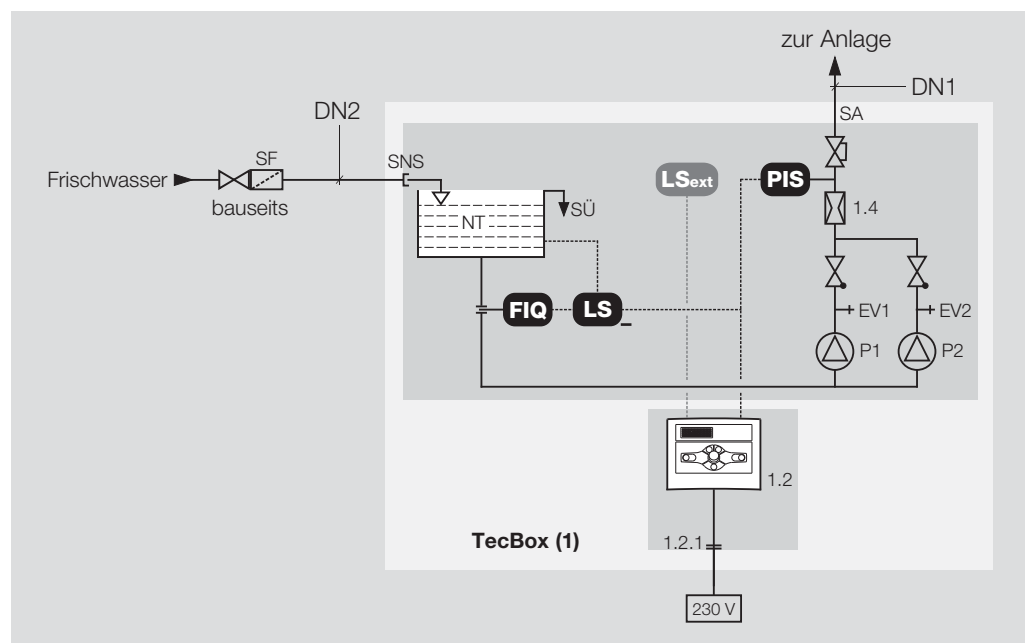 zur Anlage
DN1
DN2
SA
SF
SNS
Frischwasser
LSext
PIS
bauseits
NT
SÜ
1.4
FIQ
LS
EV1
EV2
P1
P2
1.2
TecBox (1)
1.2.1
230 V